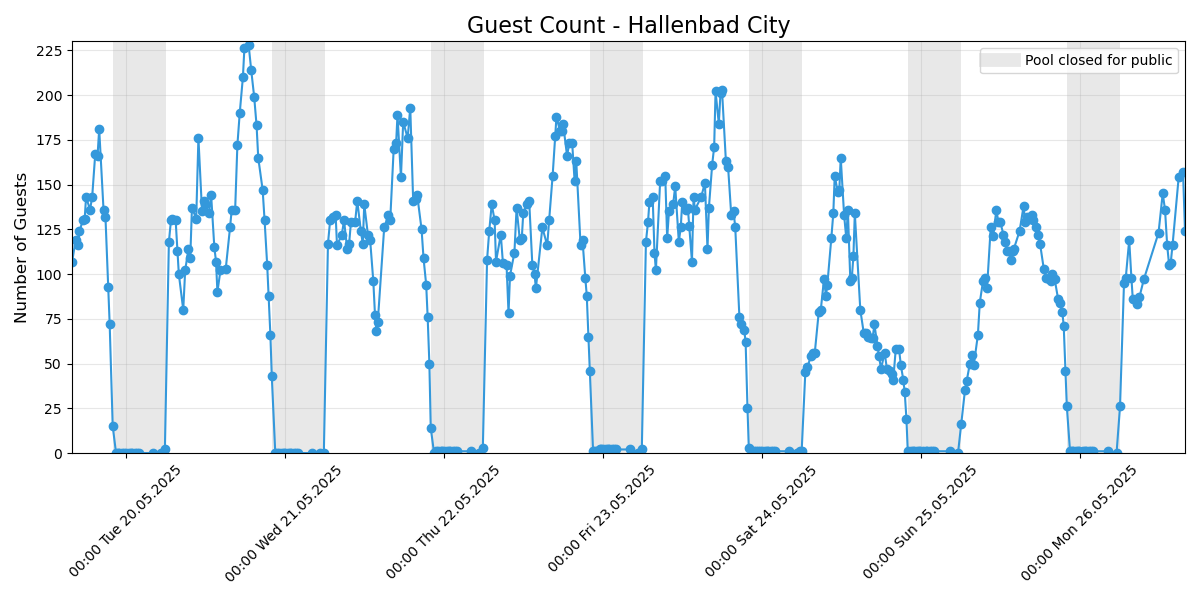 Guest Count - Hallenbad City
Pool closed for public
Number of Guests
225
200
175
150
125
100
75
50
25
0
00:00 Tue 20.05.2025
00:00 Wed 21.05.2025
00:00 Thu 22.05.2025
00:00 Fri 23.05.2025
00:00 Sat 24.05.2025
00:00 Sun 25.05.2025
00:00 Mon 26.05.2025